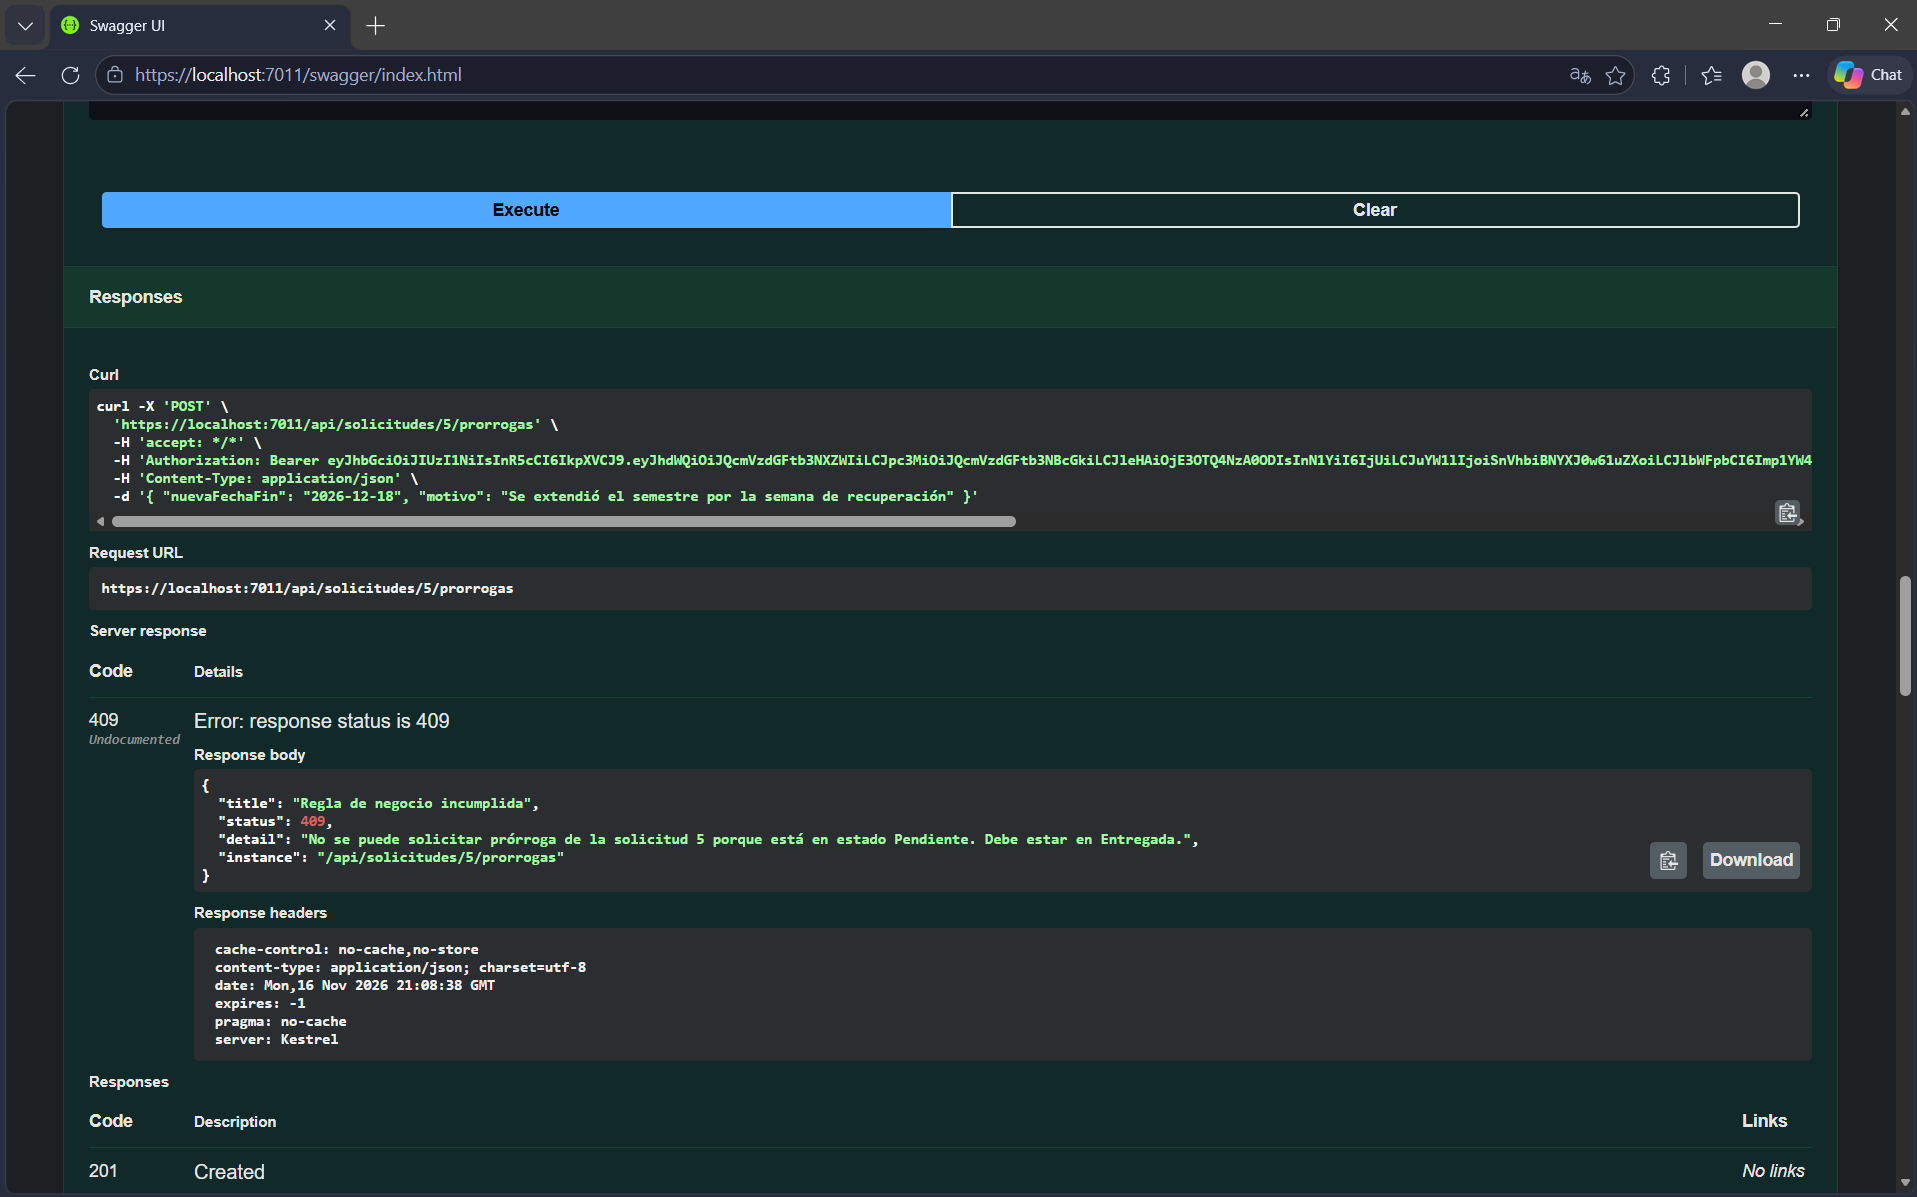 Swagger UI
https://localhost:7011/swagger/index.html
Chat
Execute
Clear
Responses
Curl
curl -X 'POST' \
'https://localhost:7011/api/solicitudes/5/prorrogas' \
-H 'accept: */*' \
-H 'Authorization: Bearer eyJhbGciOiJIUzI1NiIsInR5cCI6IkpXVCJ9.eyJhdWQiOiJQcmVzdGFtb3NXZWIiLCJpc3MiOiJQcmVzdGFtb3NBcGkiLCJleHAiOjE3OTQ4NzA0ODIsInN1YiI6IjUiLCJuYW1lIjoiSnVhbiBNYXJ0w61uZXoiLCJlbWFpbCI6Imp1YW4
-H 'Content-Type: application/json' \
-d '{ "nuevaFechaFin": "2026-12-18", "motivo": "Se extendió el semestre por la semana de recuperación" }'
Request URL
https://localhost:7011/api/solicitudes/5/prorrogas
Server response
Code Details
409 Error: response status is 409
Undocumented
Response body
{
"title": "Regla de negocio incumplida",
"status": 409,
"detail": "No se puede solicitar prórroga de la solicitud 5 porque está en estado Pendiente. Debe estar en Entregada.",
"instance": "/api/solicitudes/5/prorrogas"
}
Download
Response headers
cache-control: no-cache,no-store
content-type: application/json; charset=utf-8
date: Mon,16 Nov 2026 21:08:38 GMT
expires: -1
pragma: no-cache
server: Kestrel
Responses
Code Description Links
201 Created No links